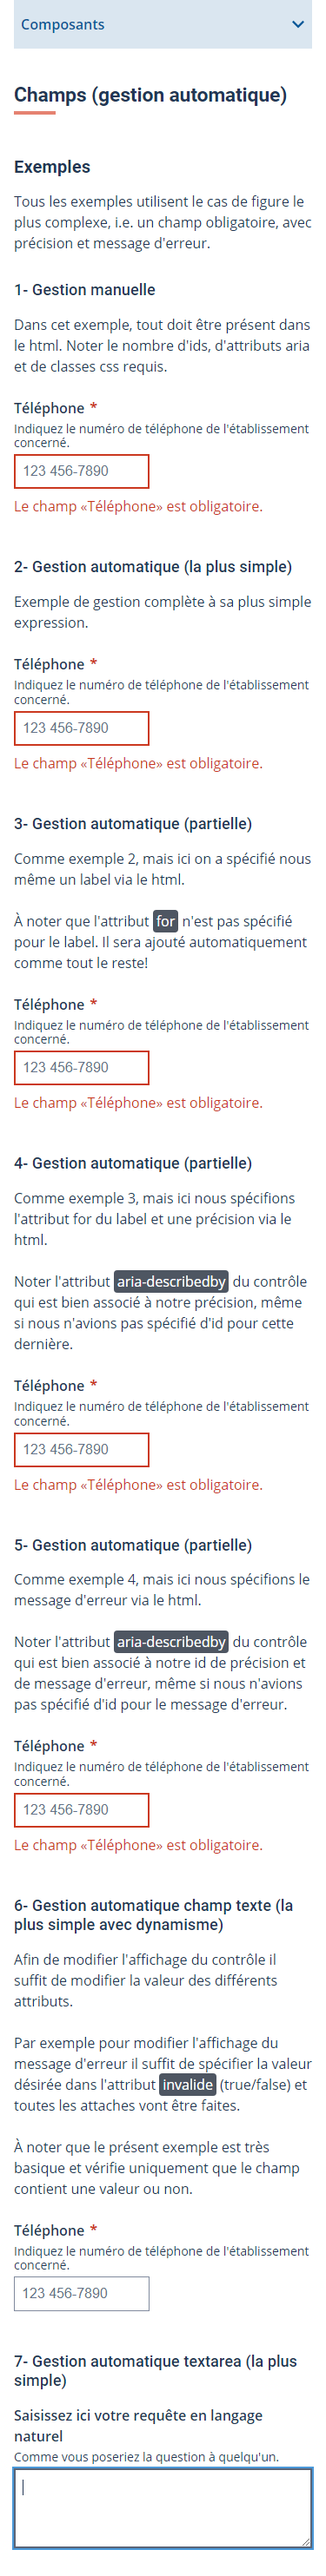 Composants
Champs (gestion automatique)
Exemples
Tous les exemples utilisent le cas de figure le
plus complexe, i.e. un champ obligatoire, avec
précision et message d'erreur.
1- Gestion manuelle
Dans cet exemple, tout doit être présent dans
le html. Noter le nombre d'ids, d'attributs aria
et de classes css requis.
Téléphone *
Indiquez le numéro de téléphone de l'établissement
concerné.
123 456-7890
Le champ «Téléphone» est obligatoire.
2- Gestion automatique (la plus simple)
Exemple de gestion complète à sa plus simple
expression.
Téléphone *
Indiquez le numéro de téléphone de l'établissement
concerné.
123 456-7890
Le champ «Téléphone» est obligatoire.
3- Gestion automatique (partielle)
Comme exemple 2, mais ici on a spécifié nous
même un label via le html.
À noter que l'attribut for n'est pas spécifié
pour le label. Il sera ajouté automatiquement
comme tout le reste!
Téléphone *
Indiquez le numéro de téléphone de l'établissement
concerné.
123 456-7890
Le champ «Téléphone» est obligatoire.
4- Gestion automatique (partielle)
Comme exemple 3, mais ici nous spécifions
l'attribut for du label et une précision via le
html.
Noter l'attribut aria-describedby du contrôle
qui est bien associé à notre précision, même
si nous n'avions pas spécifié d'id pour cette
dernière.
Téléphone *
Indiquez le numéro de téléphone de l'établissement
concerné.
123 456-7890
Le champ «Téléphone» est obligatoire.
5- Gestion automatique (partielle)
Comme exemple 4, mais ici nous spécifions le
message d'erreur via le html.
Noter l'attribut aria-describedby du contrôle
qui est bien associé à notre id de précision et
de message d'erreur, même si nous n'avions
pas spécifié d'id pour le message d'erreur.
Téléphone *
Indiquez le numéro de téléphone de l'établissement
concerné.
123 456-7890
Le champ «Téléphone» est obligatoire.
6- Gestion automatique champ texte (la
plus simple avec dynamisme)
Afin de modifier l'affichage du contrôle il
suffit de modifier la valeur des différents
attributs.
Par exemple pour modifier l'affichage du
message d'erreur il suffit de spécifier la valeur
désirée dans l'attribut invalide (true/false) et
toutes les attaches vont être faites.
À noter que le présent exemple est très
basique et vérifie uniquement que le champ
contient une valeur ou non.
Téléphone *
Indiquez le numéro de téléphone de l'établissement
concerné.
123 456-7890
7- Gestion automatique textarea (la plus
simple)
Saisissez ici votre requête en langage
naturel
Comme vous poseriez la question à quelqu'un.